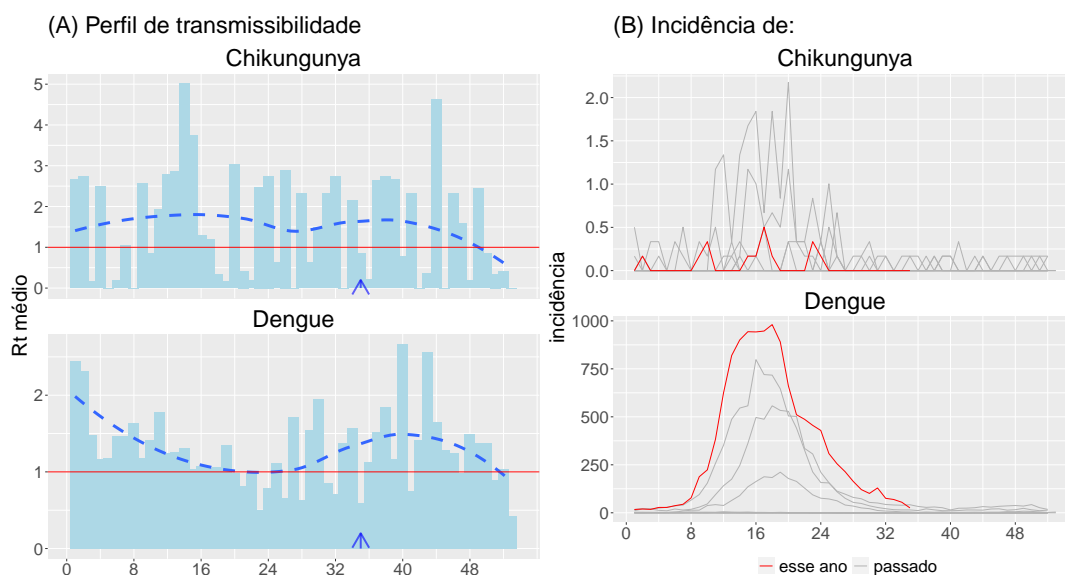 (A) Perfil de transmissibilidade
Chikungunya
5
4
3
2
1
0
Dengue
2
1
0
Rt médio
0 8 16 24 32 40 48
(B) Incidência de:
Chikungunya
2.0
1.5
1.0
0.5
0.0
Dengue
1000
750
500
250
0
incidência
0 8 16 24 32 40 48
esse ano passado